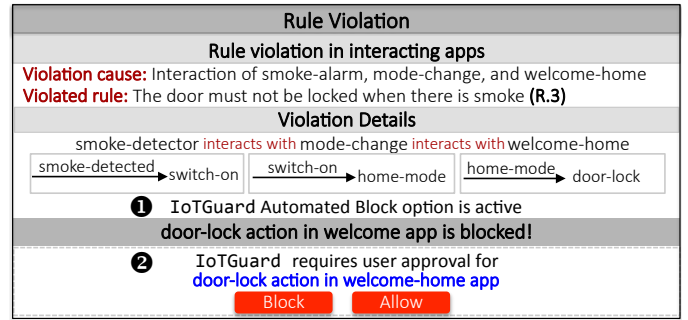 Rule Violation
Rule violation in interacting apps
Violation cause: Interaction of smoke-alarm, mode-change, and welcome-home
Violated rule: The door must not be locked when there is smoke (R.3)
Violation Details
smoke-detector interacts with mode-change interacts with welcome-home
smoke-detected switch-on switch-on home-mode home-mode door-lock
❶ IoTGuard Automated Block option is active
door-lock action in welcome app is blocked!
❷ IoTGuard requires user approval for
door-lock action in welcome-home app
Block Allow